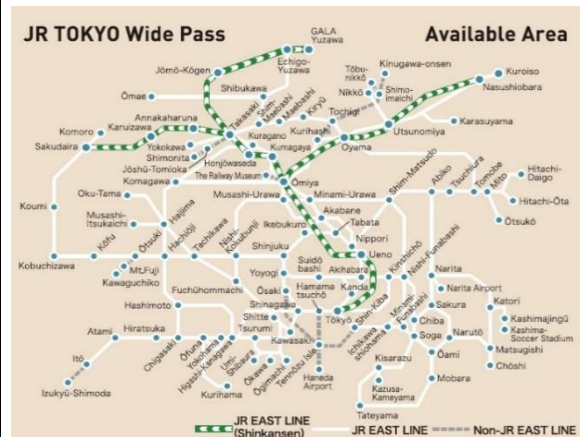 JR TOKYO Wide Pass
Available Area
GALA
Yuzawa
Echigo-
Yuzawa
Jōmō-Kōgen
Kinugawa-onsen
Tōbu-
nikkō
Nikkō
Shimo-
imaichi
Kuroiso
Nasushiobara
Shibukawa
Ōmae
Takasaki
Shin-
Maebashi
Maebashi
Kiryū
Tochigi
Karasuyama
Annakaharuna
Karuizawa
Komoro
Sakudaira
Yokokawa
Shimonita
Jōshū-Tomioka
Komagawa
Kuragano
Kurihashi
Kumagaya
Honjōwaseda
The Railway Museum
Oyama
Utsunomiya
Ōmiya
Shim-Matsudo
Abiko
Tsuchiura
Tomobe
Mito
Hitachi-
Daigo
Hitachi-Ōta
Ōtsukō
Oku-Tama
Musashi-Urawa
Minami-Urawa
Koumi
Musashi-
Itsukaichi
Haijima
Akabane
Ikebukuro
Tabata
Nippori
Kōfu
Ōtsuki
Hachiōji
Tachikawa
Nishi-
Kokubunji
Shinjuku
Ueno
Kobuchizawa
Mt.Fuji
Kawaguchiko
Fuchūhommachi
Yoyogi
Suidō
bashi
Akihabara
Kanda
Kinshichō
Nishi-Funabashi
Narita
Narita Airport
Ōsaki
Hamama
tsuchō
Shinagawa
Tōkyō
Shin-Kiba
Sakura
Katori
Kashimajingū
Kashima-
Soccer Stadium
Hashimoto
Shitte
Tsurumi
Kawasaki
Ichikawa
shiohama
Minami-
Funabashi
Chiba
Soga
Narutō
Matsugishi
Chōshi
Atami
Hiratsuka
Chigasaki
Ōfuna
Yokohama
Higashi-Kanagawa
Umi-
Shibaura
Ōkawa
Ōgimachi
Tennōzu Isle
Haneda
Airport
Ōami
Mobara
Itō
Izukyū-Shimoda
Kurihama
Kisarazu
Kazusa-
Kameyama
Tateyama
JR EAST LINE
(Shinkansen)
JR EAST LINE
Non-JR EAST LINE